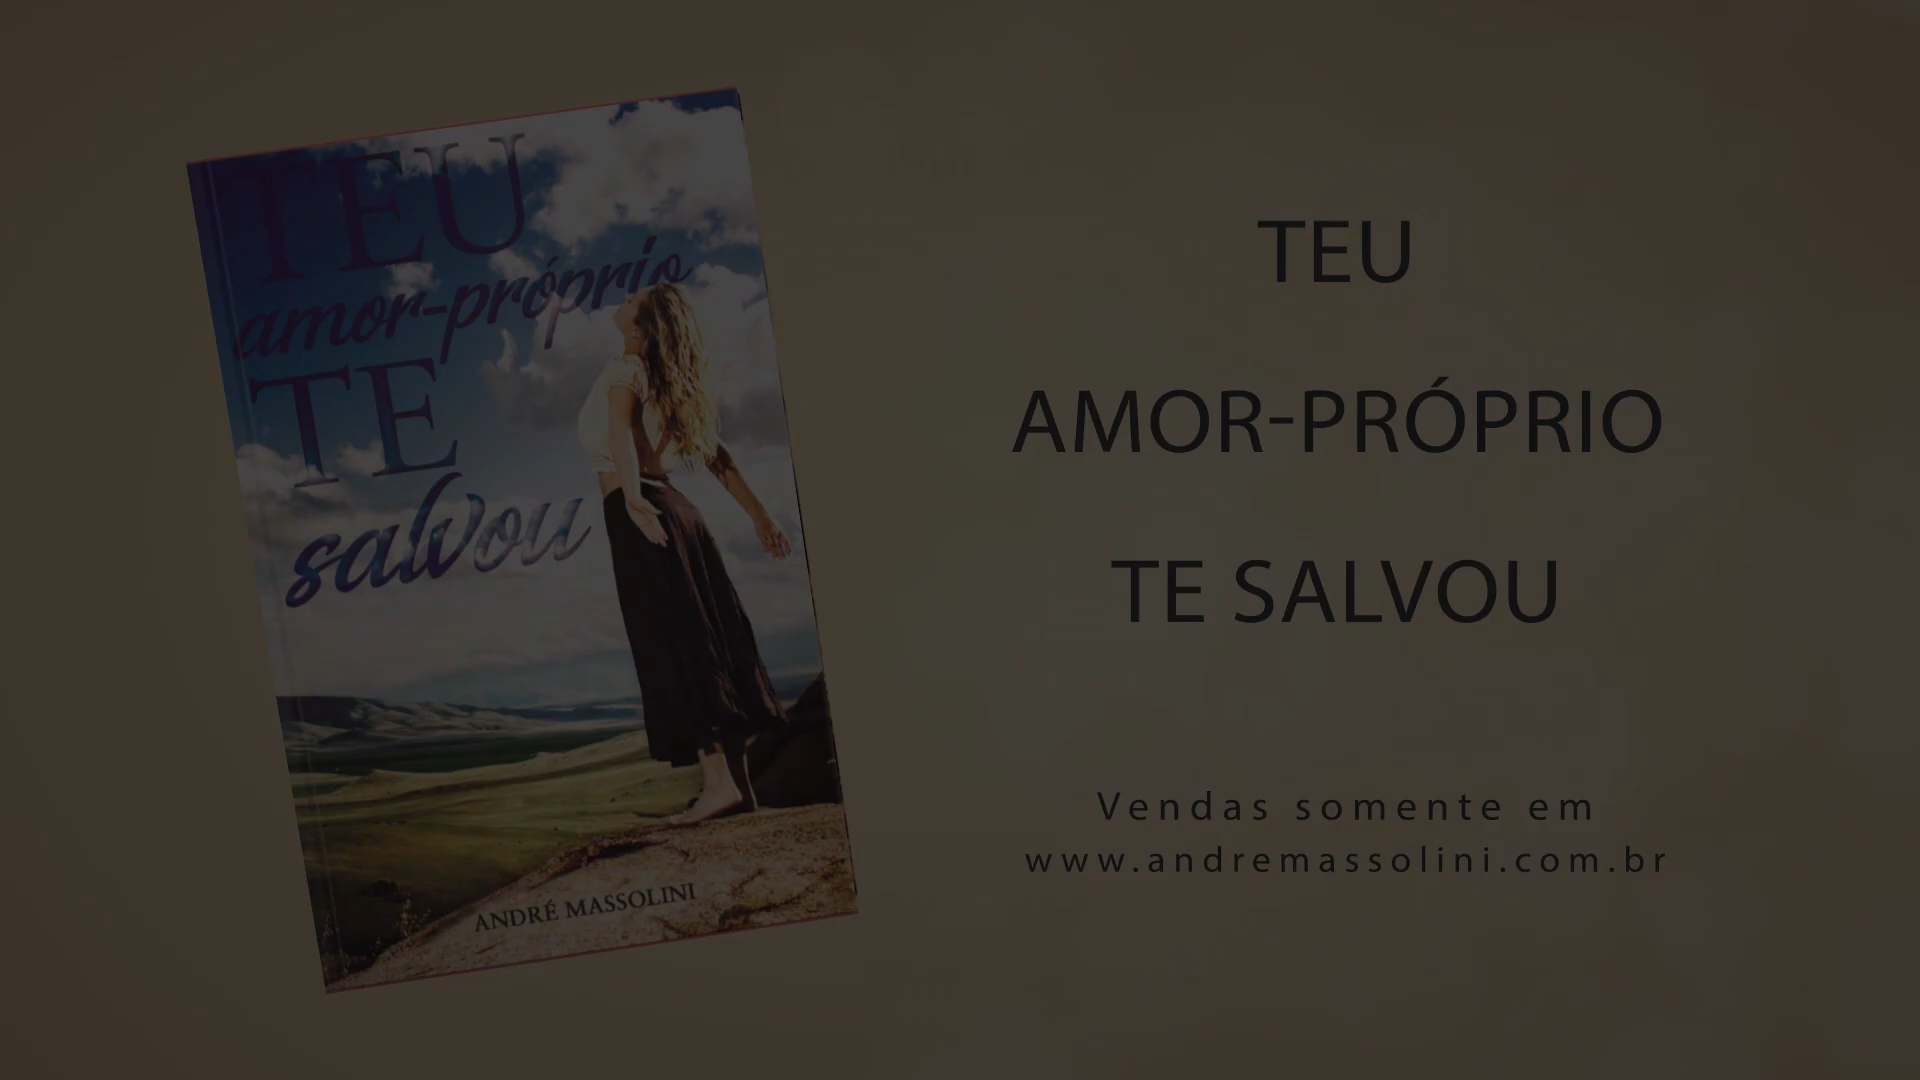 TEU
amor-próprio
TE
salvou
ANDRÉ MASSOLINI
TEU
AMOR-PRÓPRIO
TE SALVOU
Vendas somente em
www.andremassolini.com.br